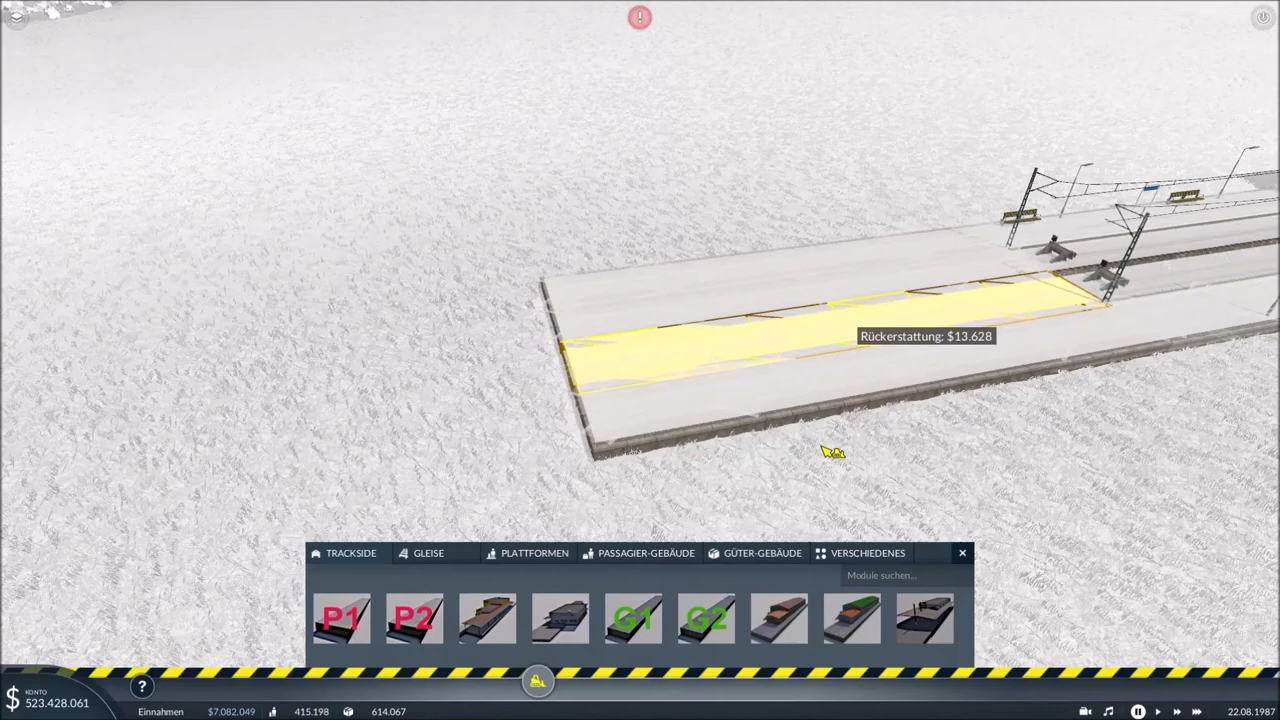 !
Rückerstattung: $13.628
TRACKSIDE
GLEISE
PLATTFORMEN
PASSAGIER-GEBÄUDE
GÜTER-GEBÄUDE
VERSCHIEDENES
Module suchen...
P1
P2
G1
G2
?
$
KONTO
523.428.061
Einnahmen
$7.082.049
415.198
614.067
22.08.1987